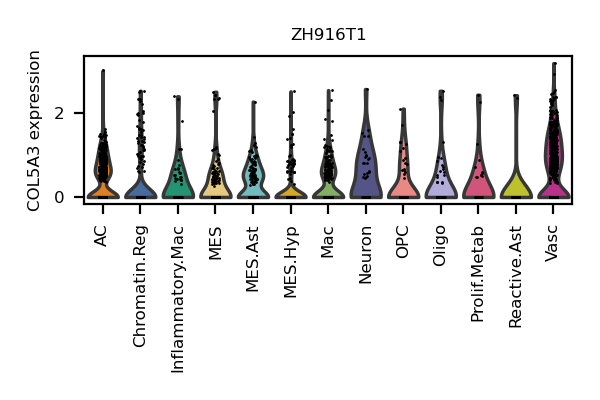 ZH916T1
COL5A3 expression
2
0
AC
Chromatin.Reg
Inflammatory.Mac
MES
MES.Ast
MES.Hyp
Mac
Neuron
OPC
Oligo
Prolif.Metab
Reactive.Ast
Vasc